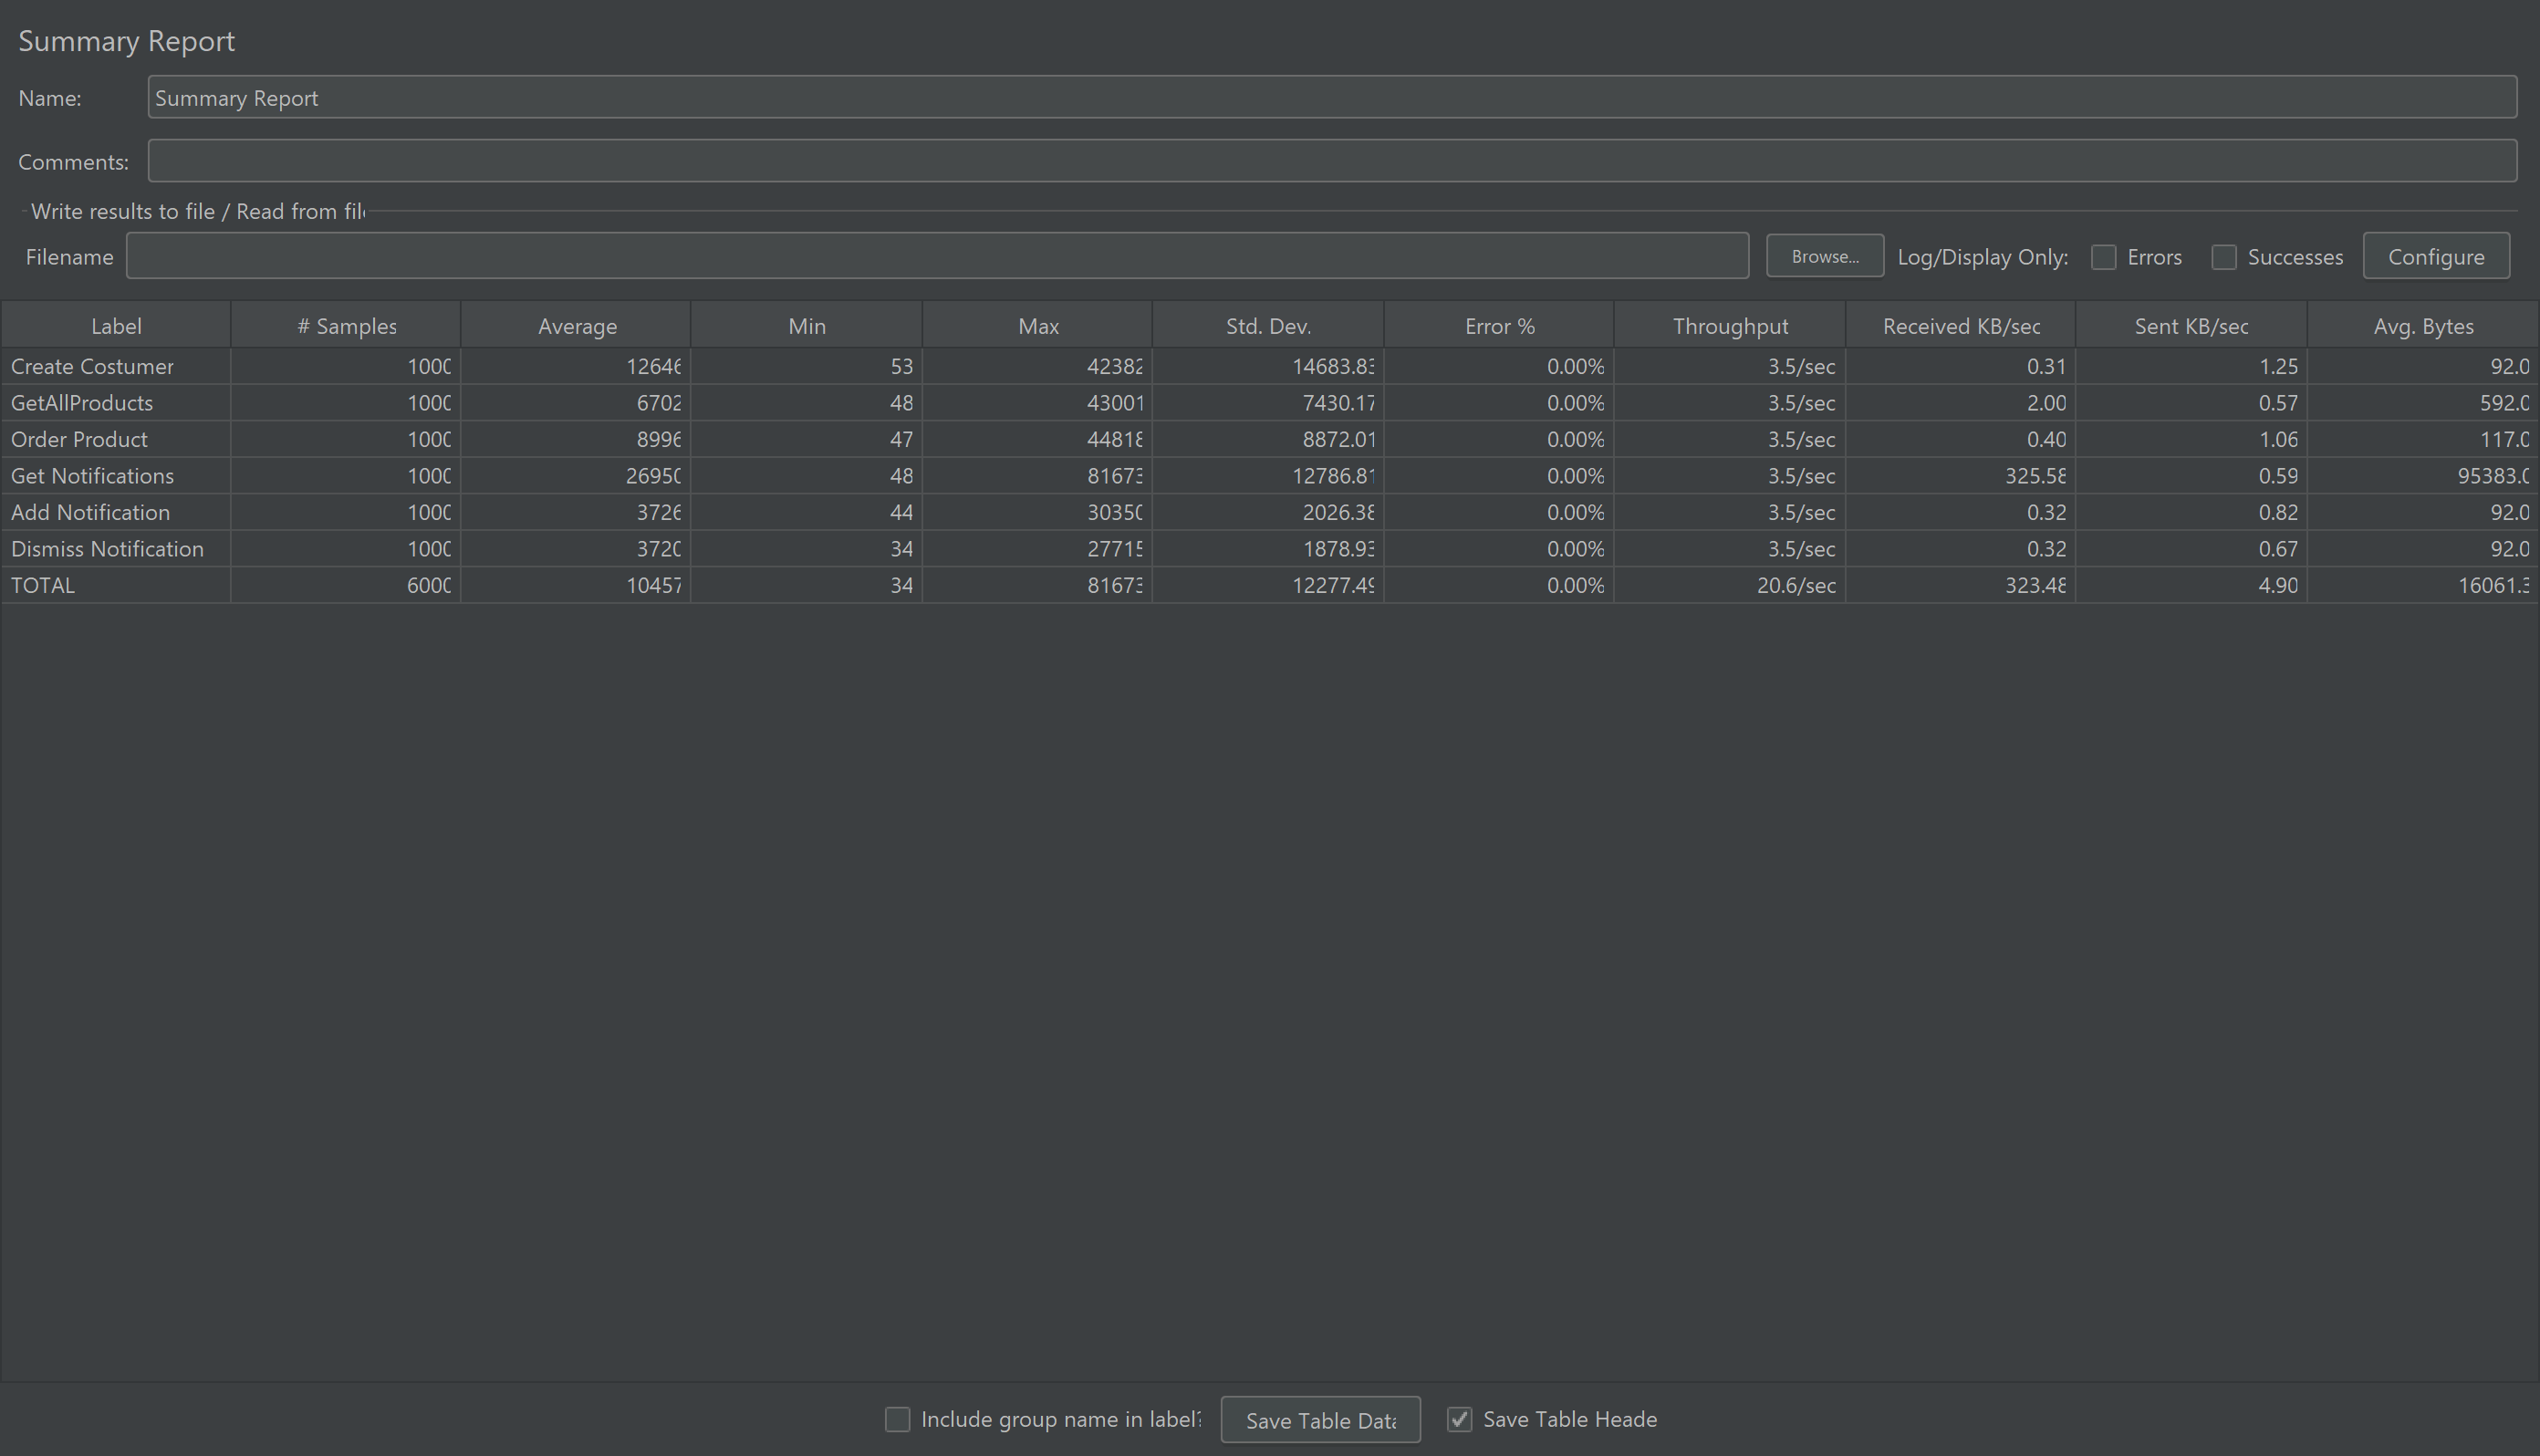 Summary Report
Name: Summary Report
Comments:
Write results to file / Read from file
Filename Browse... Log/Display Only: Errors Successes Configure
Label # Samples Average Min Max Std. Dev. Error % Throughput Received KB/sec Sent KB/sec Avg. Bytes
Create Costumer 1000 12646 53 42382 14683.83 0.00% 3.5/sec 0.31 1.25 92.0
GetAllProducts 1000 6702 48 43001 7430.17 0.00% 3.5/sec 2.00 0.57 592.0
Order Product 1000 8996 47 44818 8872.01 0.00% 3.5/sec 0.40 1.06 117.0
Get Notifications 1000 26950 48 81673 12786.81 0.00% 3.5/sec 325.58 0.59 95383.0
Add Notification 1000 3726 44 30350 2026.38 0.00% 3.5/sec 0.32 0.82 92.0
Dismiss Notification 1000 3720 34 27715 1878.93 0.00% 3.5/sec 0.32 0.67 92.0
TOTAL 6000 10457 34 81673 12277.49 0.00% 20.6/sec 323.48 4.90 16061.3
Include group name in label? Save Table Data Save Table Heade